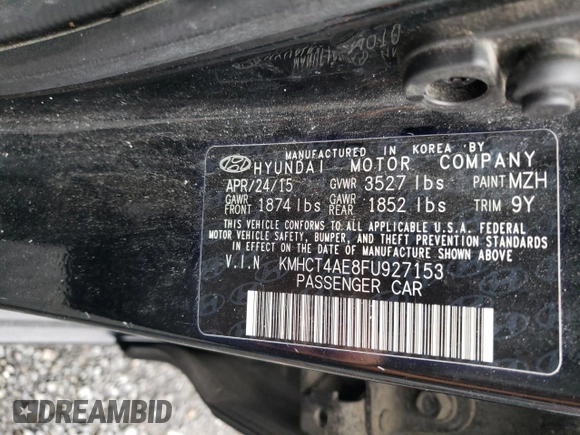 MANUFACTURED IN KOREA BY
HYUNDAI MOTOR COMPANY
APR/24/15 GVWR 3527 lbs PAINT MZH
GAWR FRONT 1874 lbs GAWR REAR 1852 lbs TRIM 9Y
THIS VEHICLE CONFORMS TO ALL APPLICABLE U.S.A. FEDERAL
MOTOR VEHICLE SAFETY, BUMPER, AND THEFT PREVENTION STANDARDS
IN EFFECT ON THE DATE OF MANUFACTURE SHOWN ABOVE
V.I.N KMHCT4AE8FU927153
PASSENGER CAR
DREAMBID